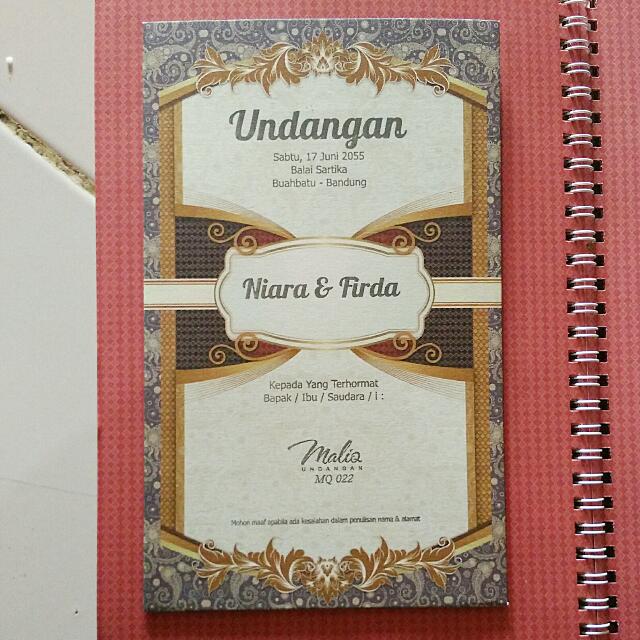 Undangan
Sabtu, 17 Juni 2055
Balai Sartika
Buahbatu - Bandung
Niara & Firda
Kepada Yang Terhormat
Bapak / Ibu / Saudara / i :
Malia
UNDANGAN
MQ 022
Mohon maaf apabila ada kesalahan dalam penulisan nama & alamat